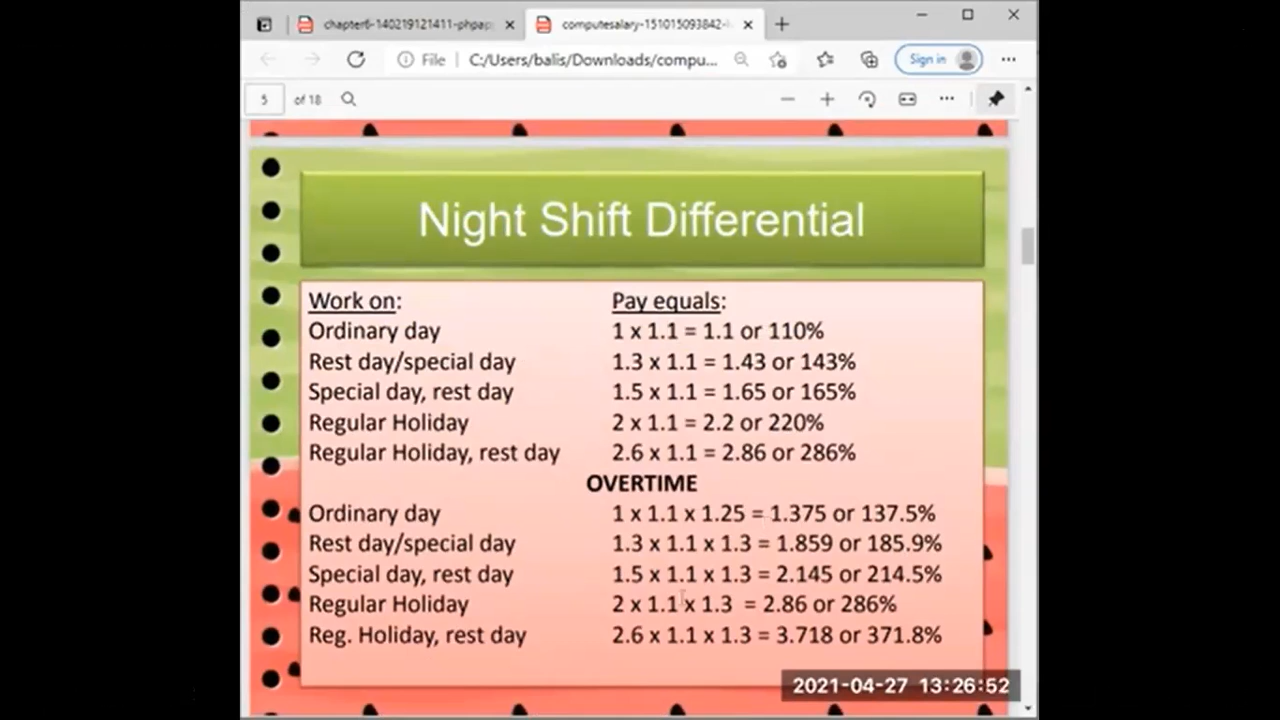 chapter6-140219121411-phpap
computesalary-151015093842-
File
C:/Users/balis/Downloads/compu...
Sign in
5 of 18
Night Shift Differential
Work on: Pay equals:
Ordinary day 1 x 1.1 = 1.1 or 110%
Rest day/special day 1.3 x 1.1 = 1.43 or 143%
Special day, rest day 1.5 x 1.1 = 1.65 or 165%
Regular Holiday 2 x 1.1 = 2.2 or 220%
Regular Holiday, rest day 2.6 x 1.1 = 2.86 or 286%
OVERTIME
Ordinary day 1 x 1.1 x 1.25 = 1.375 or 137.5%
Rest day/special day 1.3 x 1.1 x 1.3 = 1.859 or 185.9%
Special day, rest day 1.5 x 1.1 x 1.3 = 2.145 or 214.5%
Regular Holiday 2 x 1.1 x 1.3 = 2.86 or 286%
Reg. Holiday, rest day 2.6 x 1.1 x 1.3 = 3.718 or 371.8%
2021-04-27 13:26:52